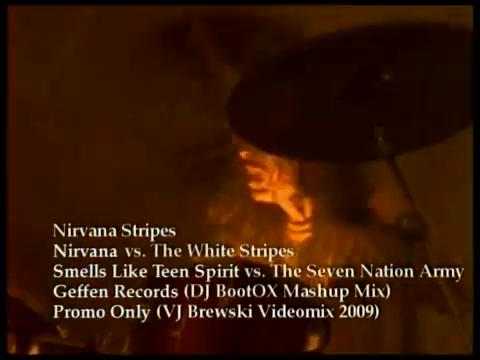 Nirvana Stripes
Nirvana vs. The White Stripes
Smells Like Teen Spirit vs. The Seven Nation Army
Geffen Records (DJ BootOX Mashup Mix)
Promo Only (VJ Brewski Videomix 2009)